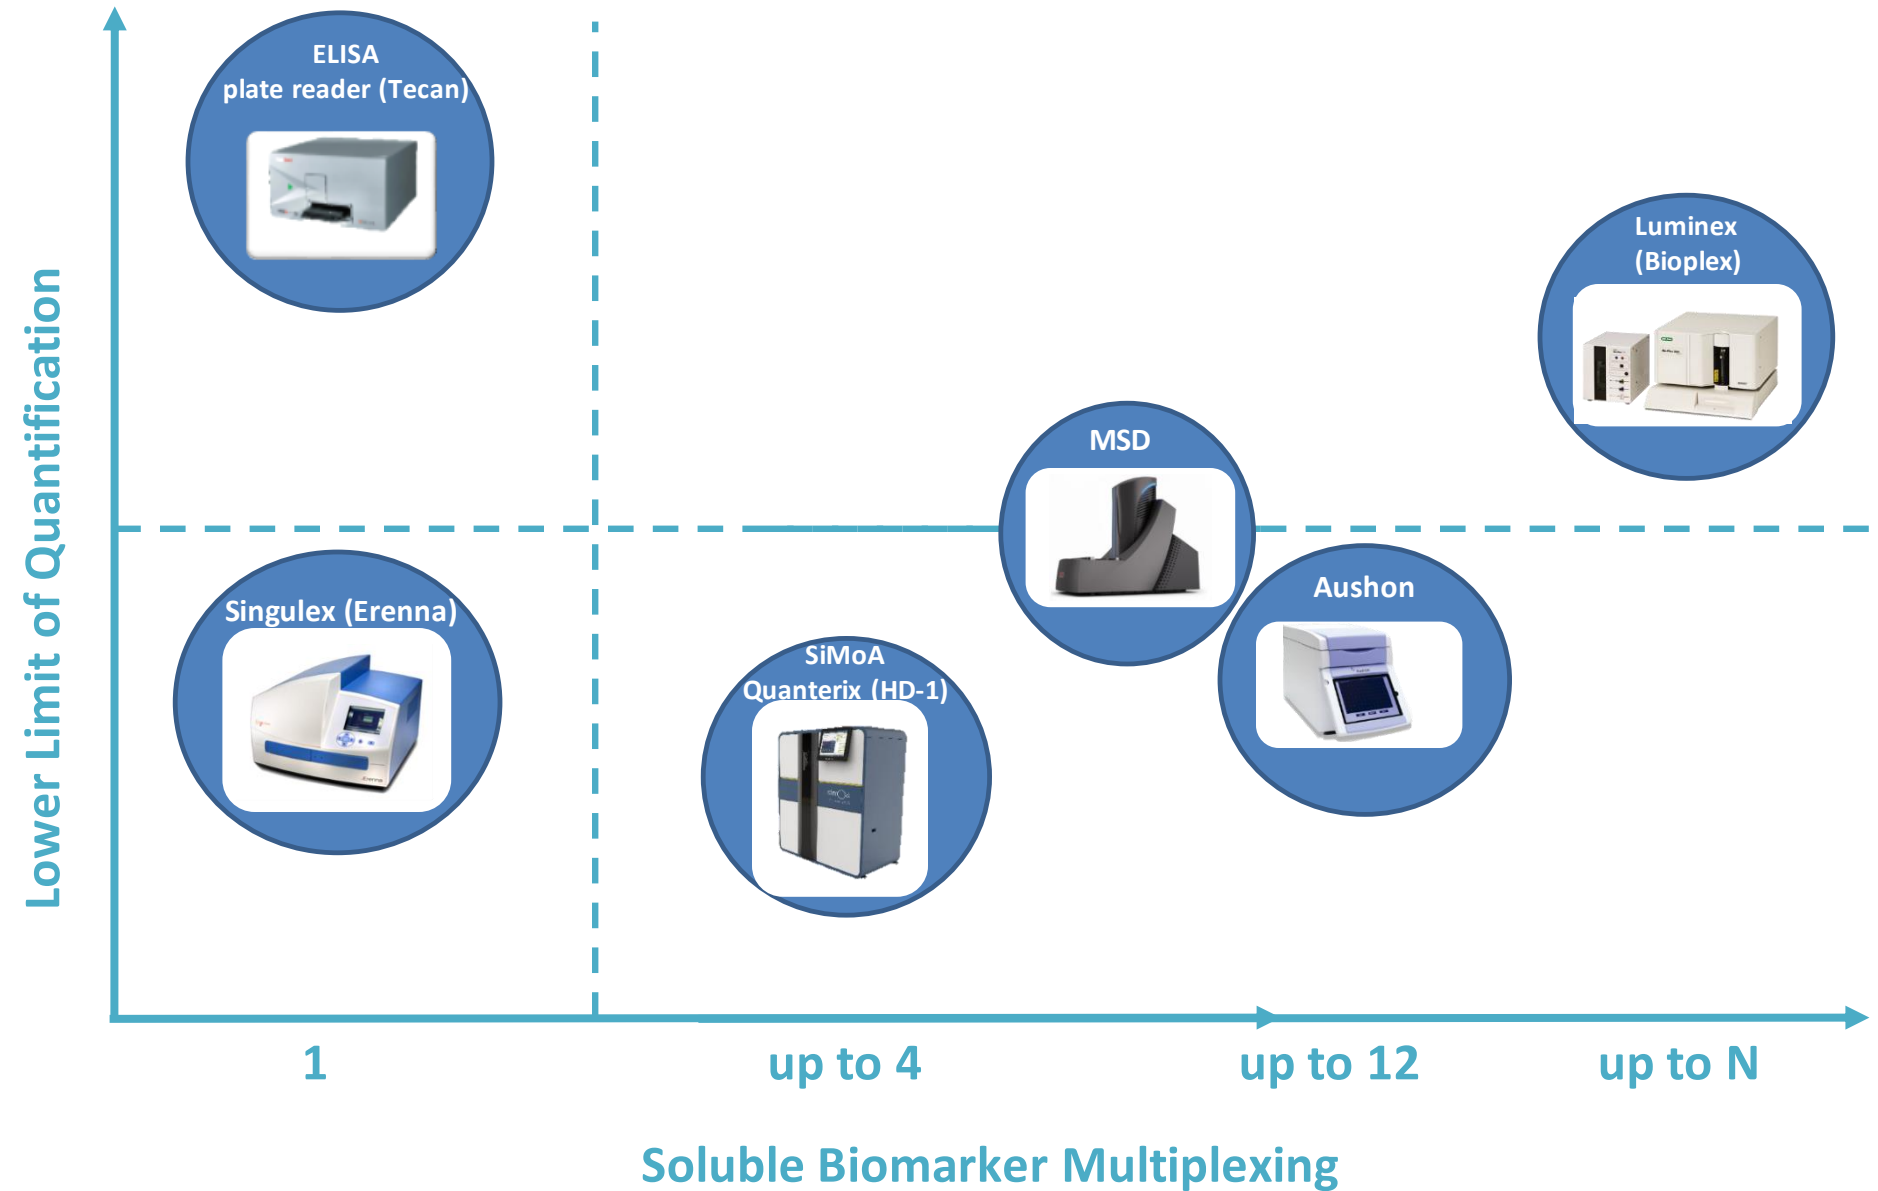 ELISA
plate reader (Tecan)
Luminex
(Bioplex)
MSD
Singulex (Erenna)
Aushon
SiMoA
Quanterix (HD-1)
Lower Limit of Quantification
1
up to 4
up to 12
up to N
Soluble Biomarker Multiplexing